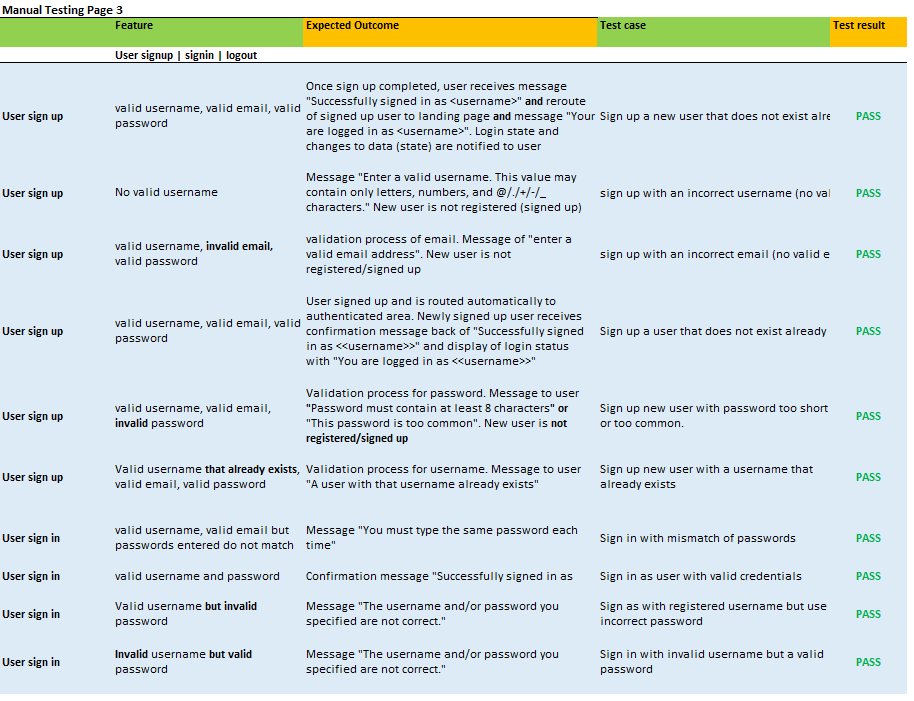 Manual Testing Page 3
Feature Expected Outcome Test case Test result
User signup | signin | logout
User sign up
valid username, valid email, valid
password
Once sign up completed, user receives message
"Successfully signed in as <username>" and reroute
of signed up user to landing page and message "Your
are logged in as <username>". Login state and
changes to data (state) are notified to user
Sign up a new user that does not exist alre
PASS
User sign up
No valid username
Message "Enter a valid username. This value may
contain only letters, numbers, and @/./+/-/_
characters." New user is not registered (signed up)
sign up with an incorrect username (no val
PASS
User sign up
valid username, invalid email,
valid password
validation process of email. Message of "enter a
valid email address". New user is not
registered/signed up
sign up with an incorrect email (no valid e
PASS
User sign up
valid username, valid email, valid
password
User signed up and is routed automatically to
authenticated area. Newly signed up user receives
confirmation message back of "Successfully signed
in as <<username>>" and display of login status
with "You are logged in as <<username>>"
Sign up a user that does not exist already
PASS
User sign up
valid username, valid email,
invalid password
Validation process for password. Message to user
"Password must contain at least 8 characters" or
"This password is too common". New user is not
registered/signed up
Sign up new user with password too short
or too common.
PASS
User sign up
Valid username that already exists,
valid email, valid password
Validation process for username. Message to user
"A user with that username already exists"
Sign up new user with a username that
already exists
PASS
User sign in
valid username, valid email but
passwords entered do not match
Message "You must type the same password each
time"
Sign in with mismatch of passwords
PASS
User sign in
valid username and password
Confirmation message "Successfully signed in as
Sign in as user with valid credentials
PASS
User sign in
Valid username but invalid
password
Message "The username and/or password you
specified are not correct."
Sign as with registered username but use
incorrect password
PASS
User sign in
Invalid username but valid
password
Message "The username and/or password you
specified are not correct."
Sign in with invalid username but a valid
password
PASS